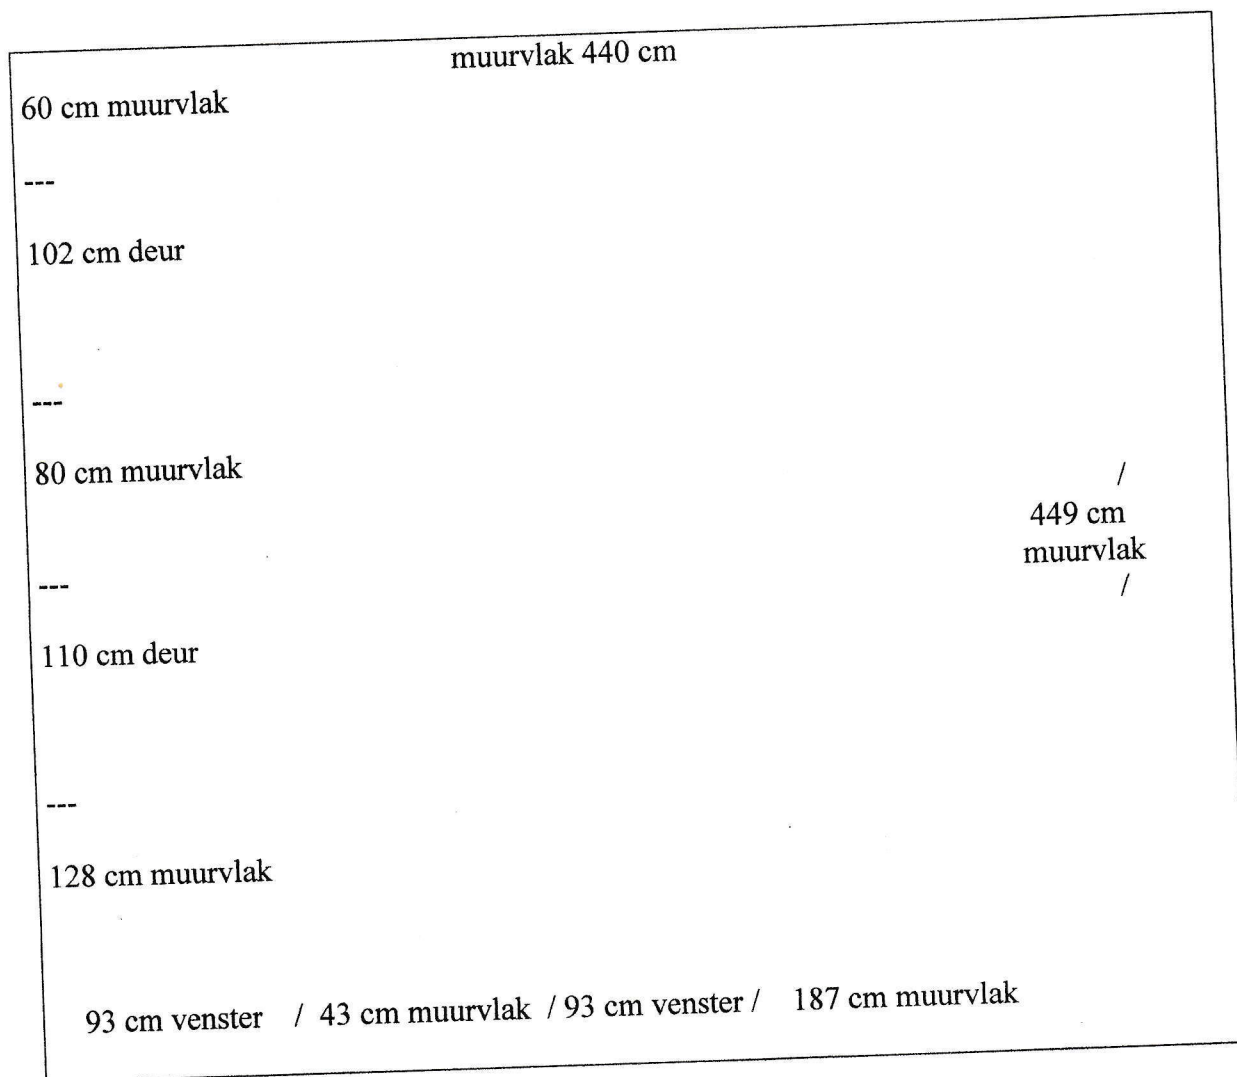 muurvlak 440 cm
60 cm muurvlak
---
102 cm deur
---
80 cm muurvlak
/
449 cm
muurvlak
---
/
110 cm deur
---
128 cm muurvlak
93 cm venster / 43 cm muurvlak / 93 cm venster / 187 cm muurvlak